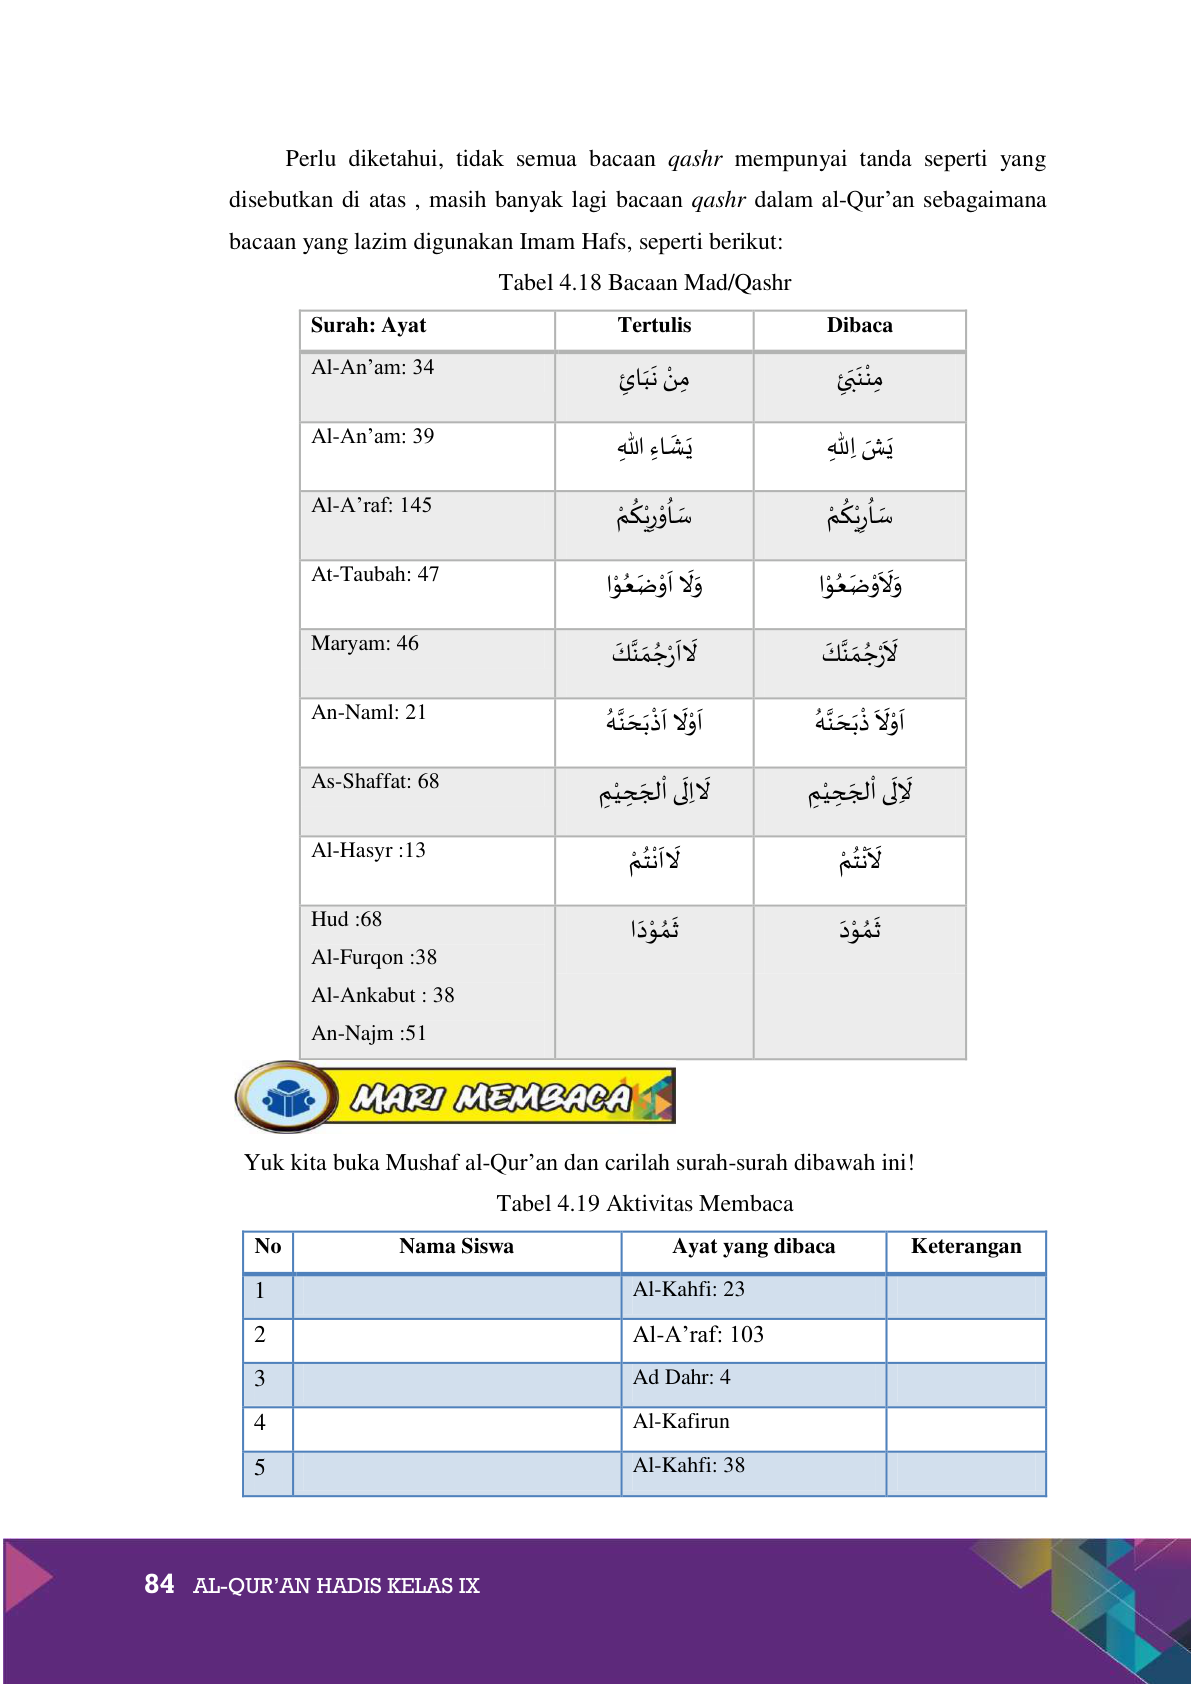 Perlu diketahui, tidak semua bacaan qashr mempunyai tanda seperti yang
disebutkan di atas , masih banyak lagi bacaan qashr dalam al-Qur’an sebagaimana
bacaan yang lazim digunakan Imam Hafs, seperti berikut:
Tabel 4.18 Bacaan Mad/Qashr
Surah: Ayat Tertulis Dibaca
Al-An’am: 34 مِنْ نَبَائِ مِنْنَبَئِ
Al-An’am: 39 يَشَاءِ اللهِ يَشَ اِللهِ
Al-A’raf: 145 سَاُوْرِيْكُمْ سَاُرِيْكُمْ
At-Taubah: 47 وَلَا اَوْضَعُوْا وَلَاَوْضَعُوْا
Maryam: 46 لَااَرْجُمَنَّكَ لَاَرْجُمَنَّكَ
An-Naml: 21 اَوْلَا اَذْبَحَنَّهُ اَوْلَاَ ذْبَحَنَّهُ
As-Shaffat: 68 لَااِلَى اْلجَحِيْمِ لَاِلَى اْلجَحِيْمِ
Al-Hasyr :13 لَااَنْتُمْ لَاَنْتُمْ
Hud :68 ثَمُوْدَا ثَمُوْدَ
Al-Furqon :38
Al-Ankabut : 38
An-Najm :51
MARI MEMBACA
Yuk kita buka Mushaf al-Qur’an dan carilah surah-surah dibawah ini!
Tabel 4.19 Aktivitas Membaca
No Nama Siswa Ayat yang dibaca Keterangan
1 Al-Kahfi: 23
2 Al-A’raf: 103
3 Ad Dahr: 4
4 Al-Kafirun
5 Al-Kahfi: 38
84 AL-QUR’AN HADIS KELAS IX